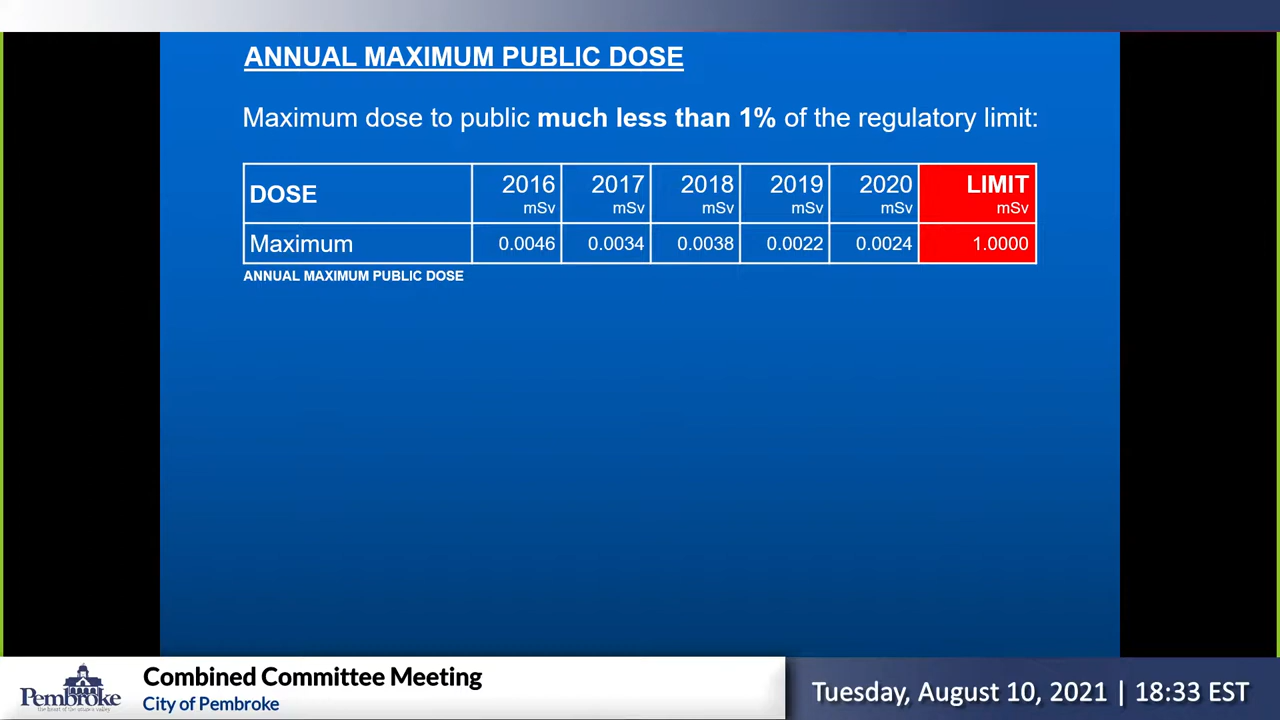 ANNUAL MAXIMUM PUBLIC DOSE
Maximum dose to public much less than 1% of the regulatory limit:
DOSE 2016 mSv 2017 mSv 2018 mSv 2019 mSv 2020 mSv LIMIT mSv
Maximum 0.0046 0.0034 0.0038 0.0022 0.0024 1.0000
ANNUAL MAXIMUM PUBLIC DOSE
Pembroke
Combined Committee Meeting
City of Pembroke
Tuesday, August 10, 2021 | 18:33 EST